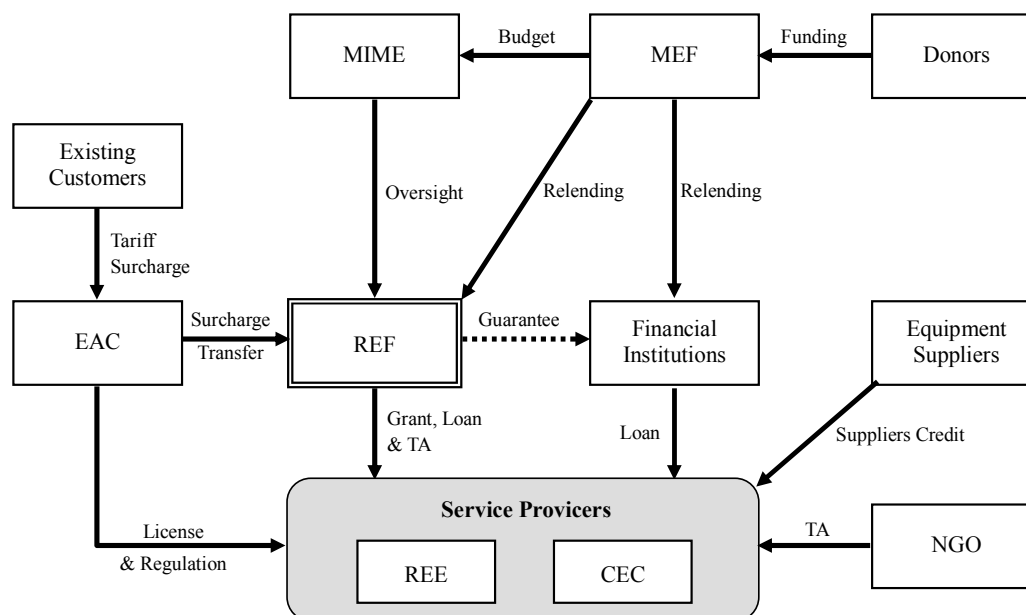 Budget
Funding
MIME
MEF
Donors
Existing
Customers
Oversight
Relending
Relending
Tariff
Surcharge
Surcharge
Transfer
Guarantee
EAC
REF
Financial
Institutions
Equipment
Suppliers
Grant, Loan
& TA
Loan
Suppliers Credit
Service Provicers
License
& Regulation
TA
REE
CEC
NGO